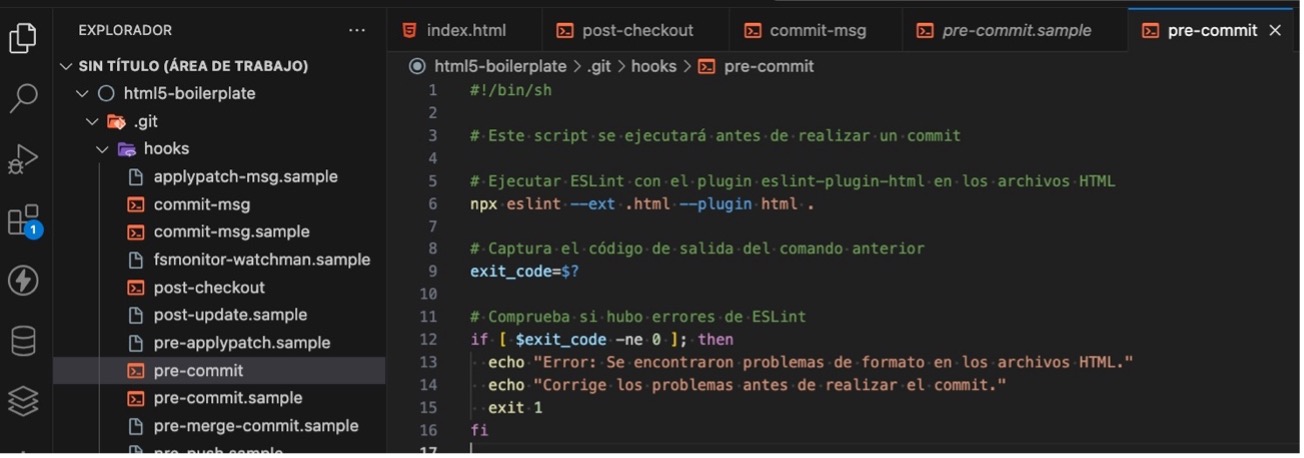 EXPLORADOR
···
index.html
post-checkout
commit-msg
pre-commit.sample
pre-commit
SIN TÍTULO (ÁREA DE TRABAJO)
html5-boilerplate
.git
hooks
applypatch-msg.sample
commit-msg
commit-msg.sample
fsmonitor-watchman.sample
post-checkout
post-update.sample
pre-applypatch.sample
pre-commit
pre-commit.sample
pre-merge-commit.sample
pre-push.sample
1
html5-boilerplate > .git > hooks > pre-commit
1 #!/bin/sh
2
3 # Este script se ejecutará antes de realizar un commit
4
5 # Ejecutar ESLint con el plugin eslint-plugin-html en los archivos HTML
6 npx eslint --ext .html --plugin html .
7
8 # Captura el código de salida del comando anterior
9 exit_code=$?
10
11 # Comprueba si hubo errores de ESLint
12 if [ $exit_code -ne 0 ]; then
13   echo "Error: Se encontraron problemas de formato en los archivos HTML."
14   echo "Corrige los problemas antes de realizar el commit."
15   exit 1
16 fi
17